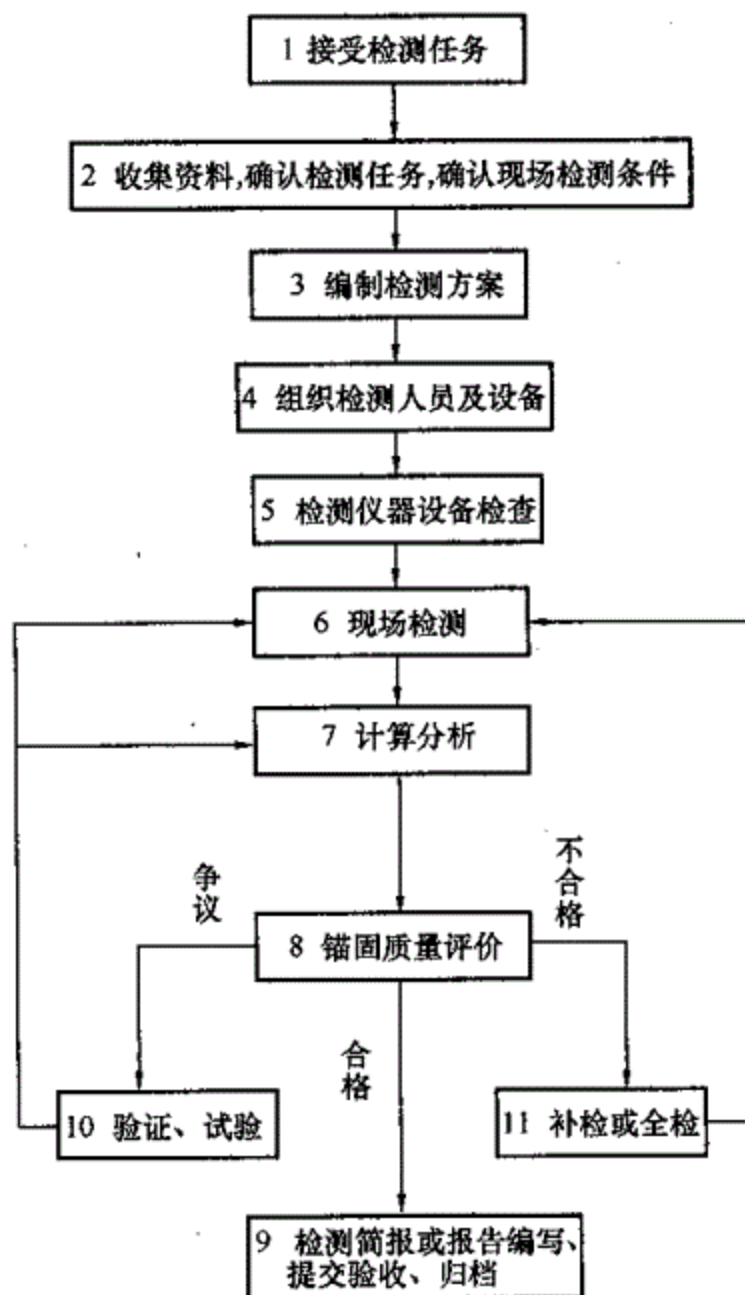 1 接受检测任务
2 收集资料,确认检测任务,确认现场检测条件
3 编制检测方案
4 组织检测人员及设备
5 检测仪器设备检查
6 现场检测
7 计算分析
争议
不合格
8 锚固质量评价
合格
10 验证、试验
11 补检或全检
9 检测简报或报告编写、
提交验收、归档